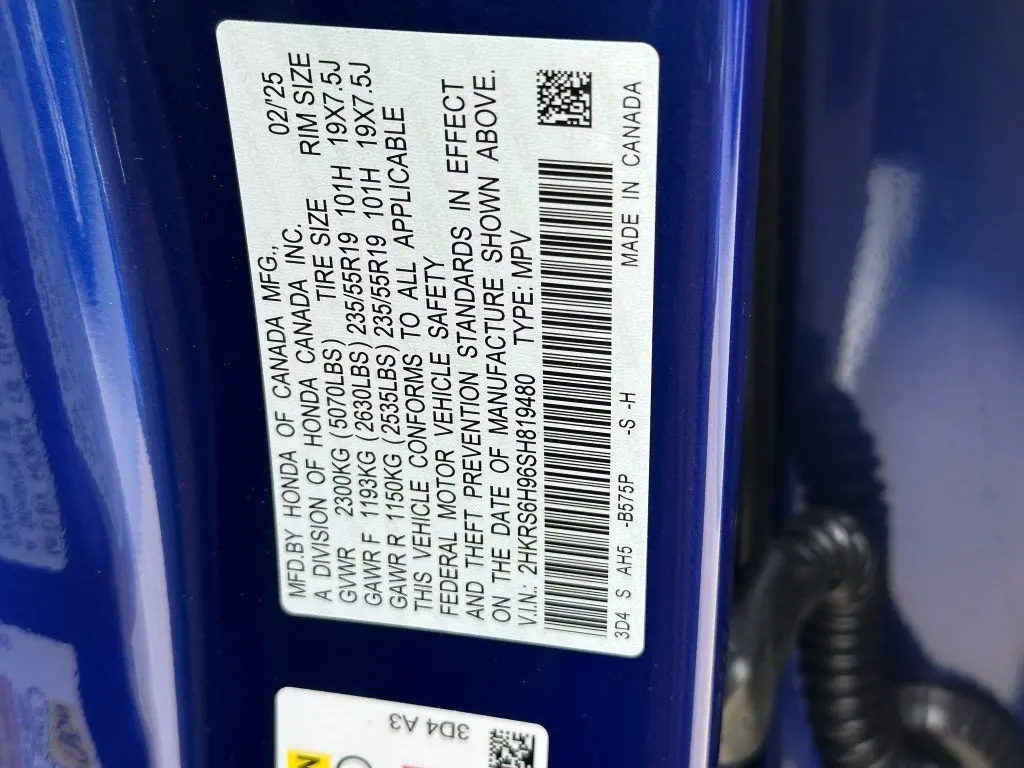 MFD.BY HONDA OF CANADA MFG., 02/'25
A DIVISION OF HONDA CANADA INC.
TIRE SIZE RIM SIZE
GVWR 2300KG (5070LBS)
GAWR F 1193KG (2630LBS) 235/55R19 101H 19X7.5J
GAWR R 1150KG (2535LBS) 235/55R19 101H 19X7.5J
THIS VEHICLE CONFORMS TO ALL APPLICABLE
FEDERAL MOTOR VEHICLE SAFETY
AND THEFT PREVENTION STANDARDS IN EFFECT
ON THE DATE OF MANUFACTURE SHOWN ABOVE.
V.I.N.: 2HKRS6H96SH819480 TYPE: MPV
3D4 S AH5 -B575P -S -H MADE IN CANADA
3D4 A3